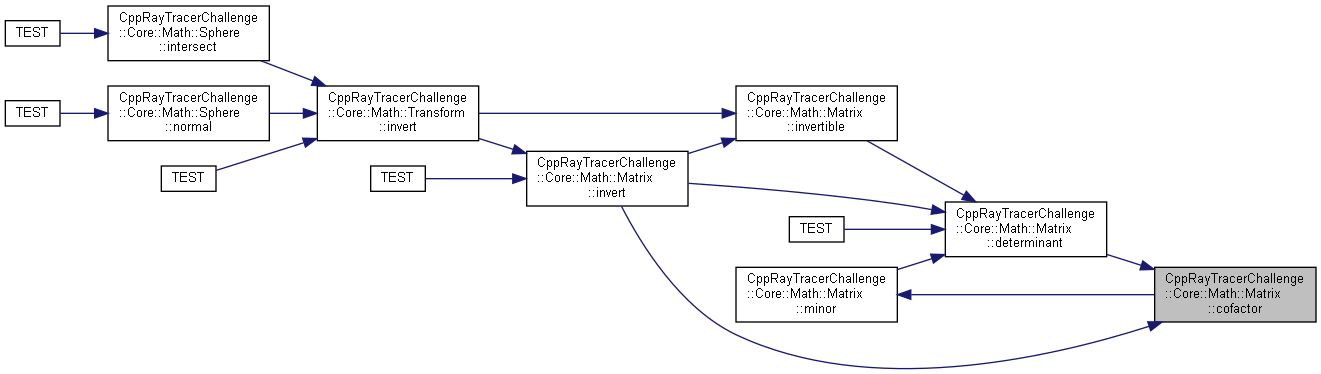 TEST
CppRayTracerChallenge
::Core::Math::Sphere
::intersect
TEST
CppRayTracerChallenge
::Core::Math::Sphere
::normal
TEST
CppRayTracerChallenge
::Core::Math::Transform
::invert
TEST
CppRayTracerChallenge
::Core::Math::Matrix
::invert
CppRayTracerChallenge
::Core::Math::Matrix
::invertible
TEST
CppRayTracerChallenge
::Core::Math::Matrix
::minor
CppRayTracerChallenge
::Core::Math::Matrix
::determinant
CppRayTracerChallenge
::Core::Math::Matrix
::cofactor